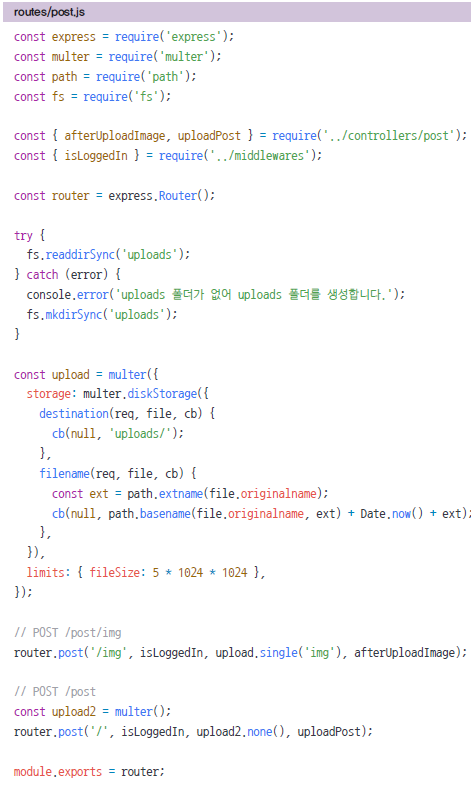 routes/post.js
const express = require('express');
const multer = require('multer');
const path = require('path');
const fs = require('fs');
const { afterUploadImage, uploadPost } = require('../controllers/post');
const { isLoggedIn } = require('../middlewares');
const router = express.Router();
try {
  fs.readdirSync('uploads');
} catch (error) {
  console.error('uploads 폴더가 없어 uploads 폴더를 생성합니다.');
  fs.mkdirSync('uploads');
}
const upload = multer({
  storage: multer.diskStorage({
    destination(req, file, cb) {
      cb(null, 'uploads/');
    },
    filename(req, file, cb) {
      const ext = path.extname(file.originalname);
      cb(null, path.basename(file.originalname, ext) + Date.now() + ext);
    },
  }),
  limits: { fileSize: 5 * 1024 * 1024 },
});
// POST /post/img
router.post('/img', isLoggedIn, upload.single('img'), afterUploadImage);
// POST /post
const upload2 = multer();
router.post('/', isLoggedIn, upload2.none(), uploadPost);
module.exports = router;